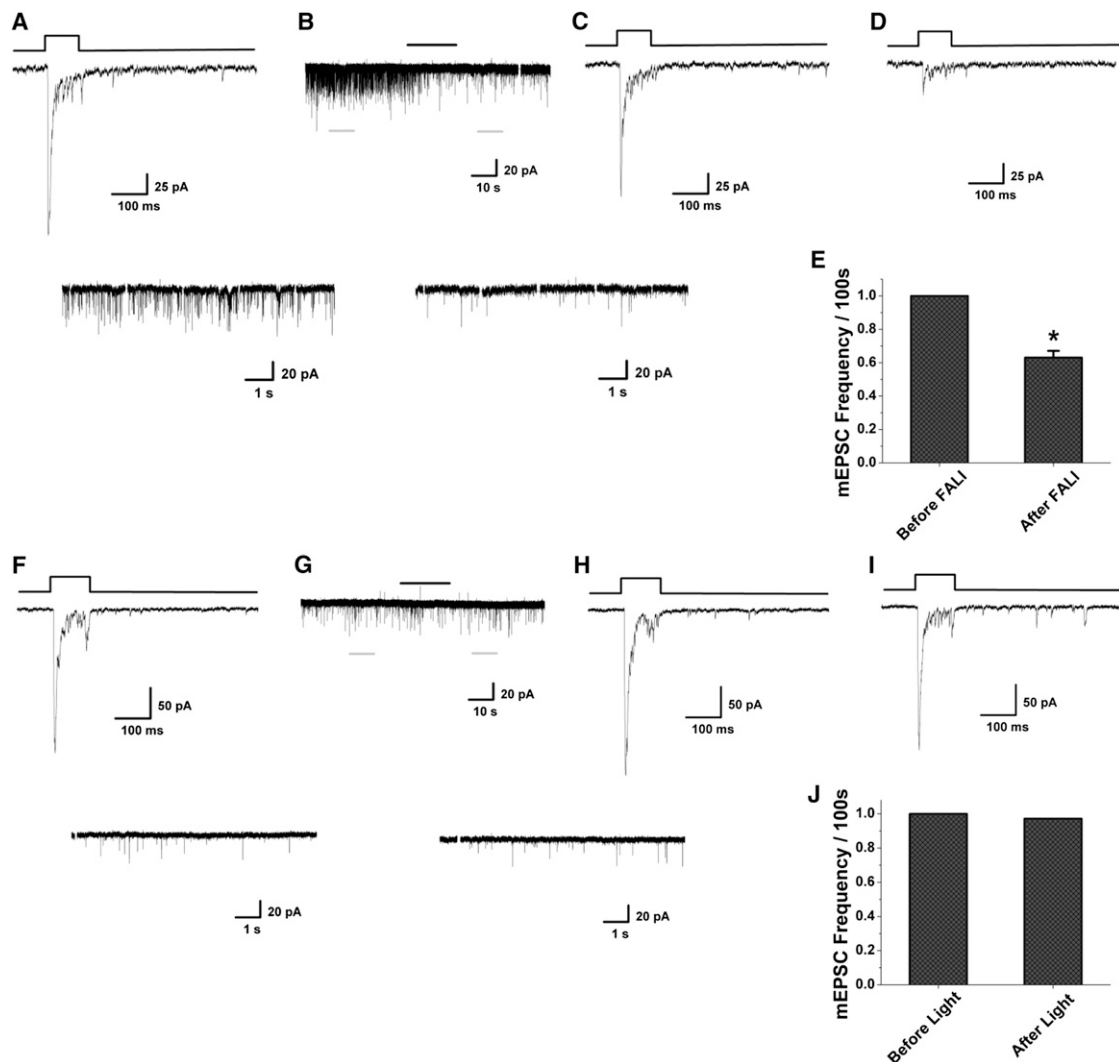 A
25 pA
100 ms
B
20 pA
10 s
C
25 pA
100 ms
D
25 pA
100 ms
20 pA
1 s
20 pA
1 s
E
mEPSC Frequency / 100s
1.0
0.8
0.6
0.4
0.2
0.0
*
Before FALI
After FALI
F
50 pA
100 ms
G
20 pA
10 s
H
50 pA
100 ms
I
50 pA
100 ms
20 pA
1 s
20 pA
1 s
J
mEPSC Frequency / 100s
1.0
0.8
0.6
0.4
0.2
0.0
Before Light
After Light